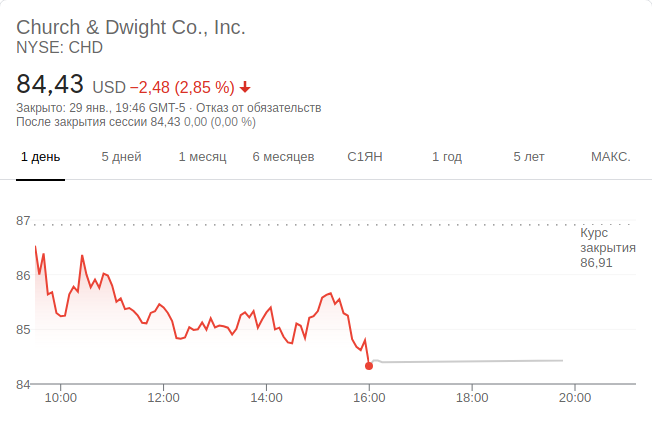 Church & Dwight Co., Inc.
NYSE: CHD
84,43 USD −2,48 (2,85 %)
Закрыто: 29 янв., 19:46 GMT-5 · Отказ от обязательств
После закрытия сессии 84,43 0,00 (0,00 %)
1 день 5 дней 1 месяц 6 месяцев С1ЯН 1 год 5 лет МАКС.
87
Курс
закрытия
86,91
86
85
84
10:00 12:00 14:00 16:00 18:00 20:00